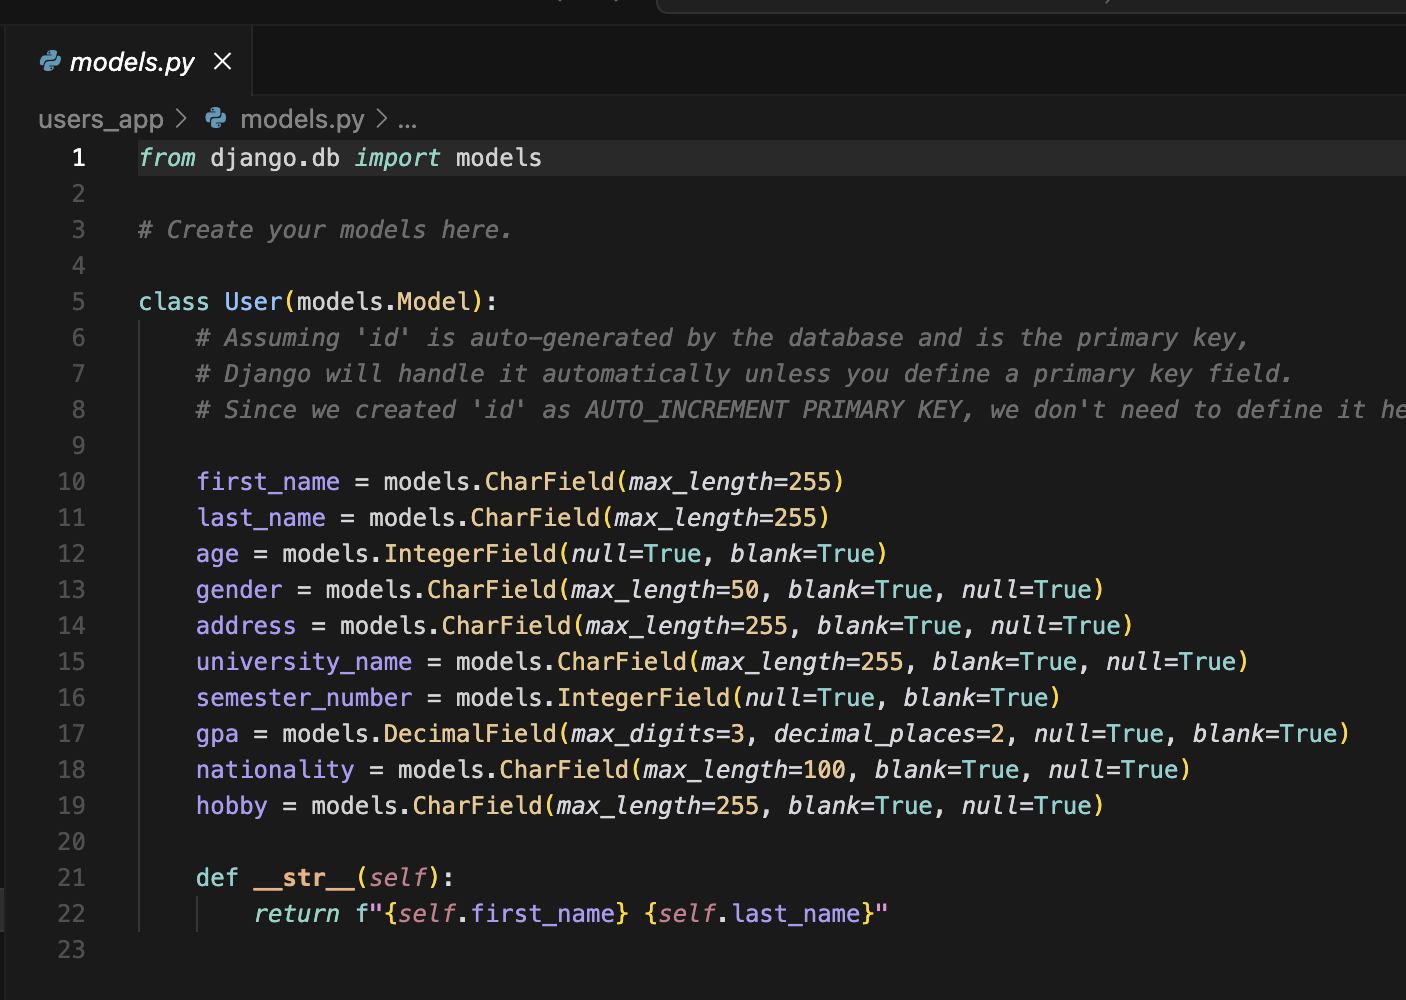 models.py
users_app > models.py > ...
1 from django.db import models
2
3 # Create your models here.
4
5 class User(models.Model):
6     # Assuming 'id' is auto-generated by the database and is the primary key,
7     # Django will handle it automatically unless you define a primary key field.
8     # Since we created 'id' as AUTO_INCREMENT PRIMARY KEY, we don't need to define it he
9
10     first_name = models.CharField(max_length=255)
11     last_name = models.CharField(max_length=255)
12     age = models.IntegerField(null=True, blank=True)
13     gender = models.CharField(max_length=50, blank=True, null=True)
14     address = models.CharField(max_length=255, blank=True, null=True)
15     university_name = models.CharField(max_length=255, blank=True, null=True)
16     semester_number = models.IntegerField(null=True, blank=True)
17     gpa = models.DecimalField(max_digits=3, decimal_places=2, null=True, blank=True)
18     nationality = models.CharField(max_length=100, blank=True, null=True)
19     hobby = models.CharField(max_length=255, blank=True, null=True)
20
21     def __str__(self):
22         return f"{self.first_name} {self.last_name}"
23